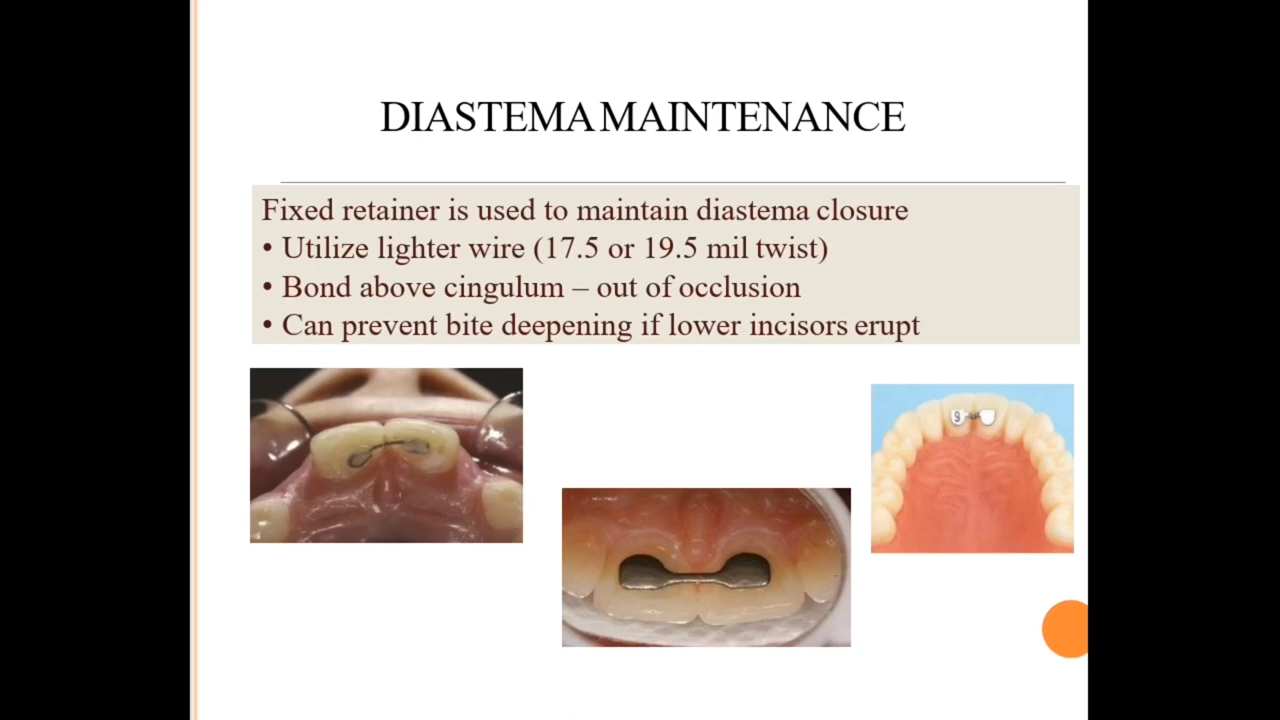 DIASTEMA MAINTENANCE
Fixed retainer is used to maintain diastema closure
• Utilize lighter wire (17.5 or 19.5 mil twist)
• Bond above cingulum – out of occlusion
• Can prevent bite deepening if lower incisors erupt
9